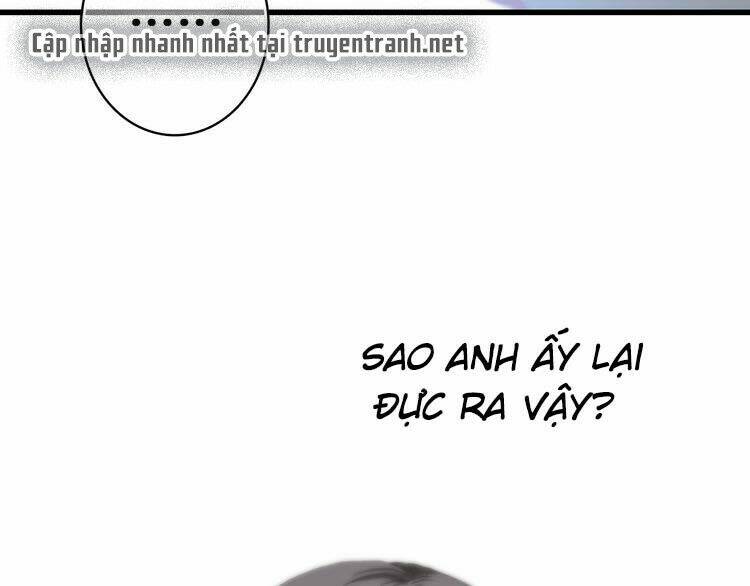 ......
Cập nhập nhanh nhất tại truyentranh.net
SAO ANH ẤY LẠI
ĐỰC RA VẬY?